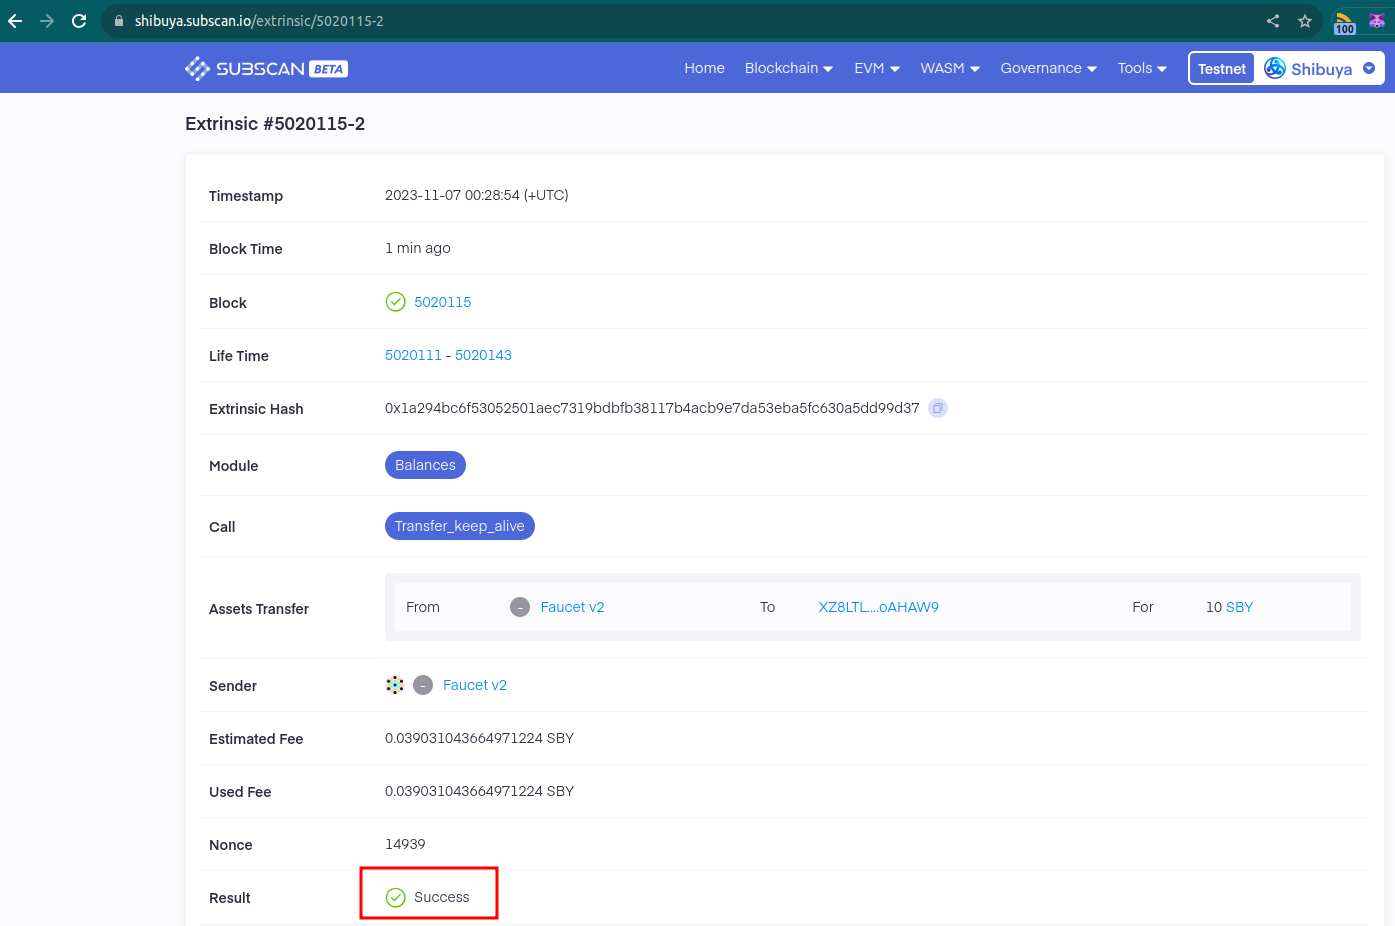 shibuya.subscan.io/extrinsic/5020115-2
100
SUBSCAN BETA
Home Blockchain EVM WASM Governance Tools Testnet Shibuya
Extrinsic #5020115-2
Timestamp 2023-11-07 00:28:54 (+UTC)
Block Time 1 min ago
Block 5020115
Life Time 5020111 - 5020143
Extrinsic Hash 0x1a294bc6f53052501aec7319bdbfb38117b4acb9e7da53eba5fc630a5dd99d37
Module Balances
Call Transfer_keep_alive
Assets Transfer From - Faucet v2 To XZ8LTL....oAHAW9 For 10 SBY
Sender - Faucet v2
Estimated Fee 0.039031043664971224 SBY
Used Fee 0.039031043664971224 SBY
Nonce 14939
Result Success